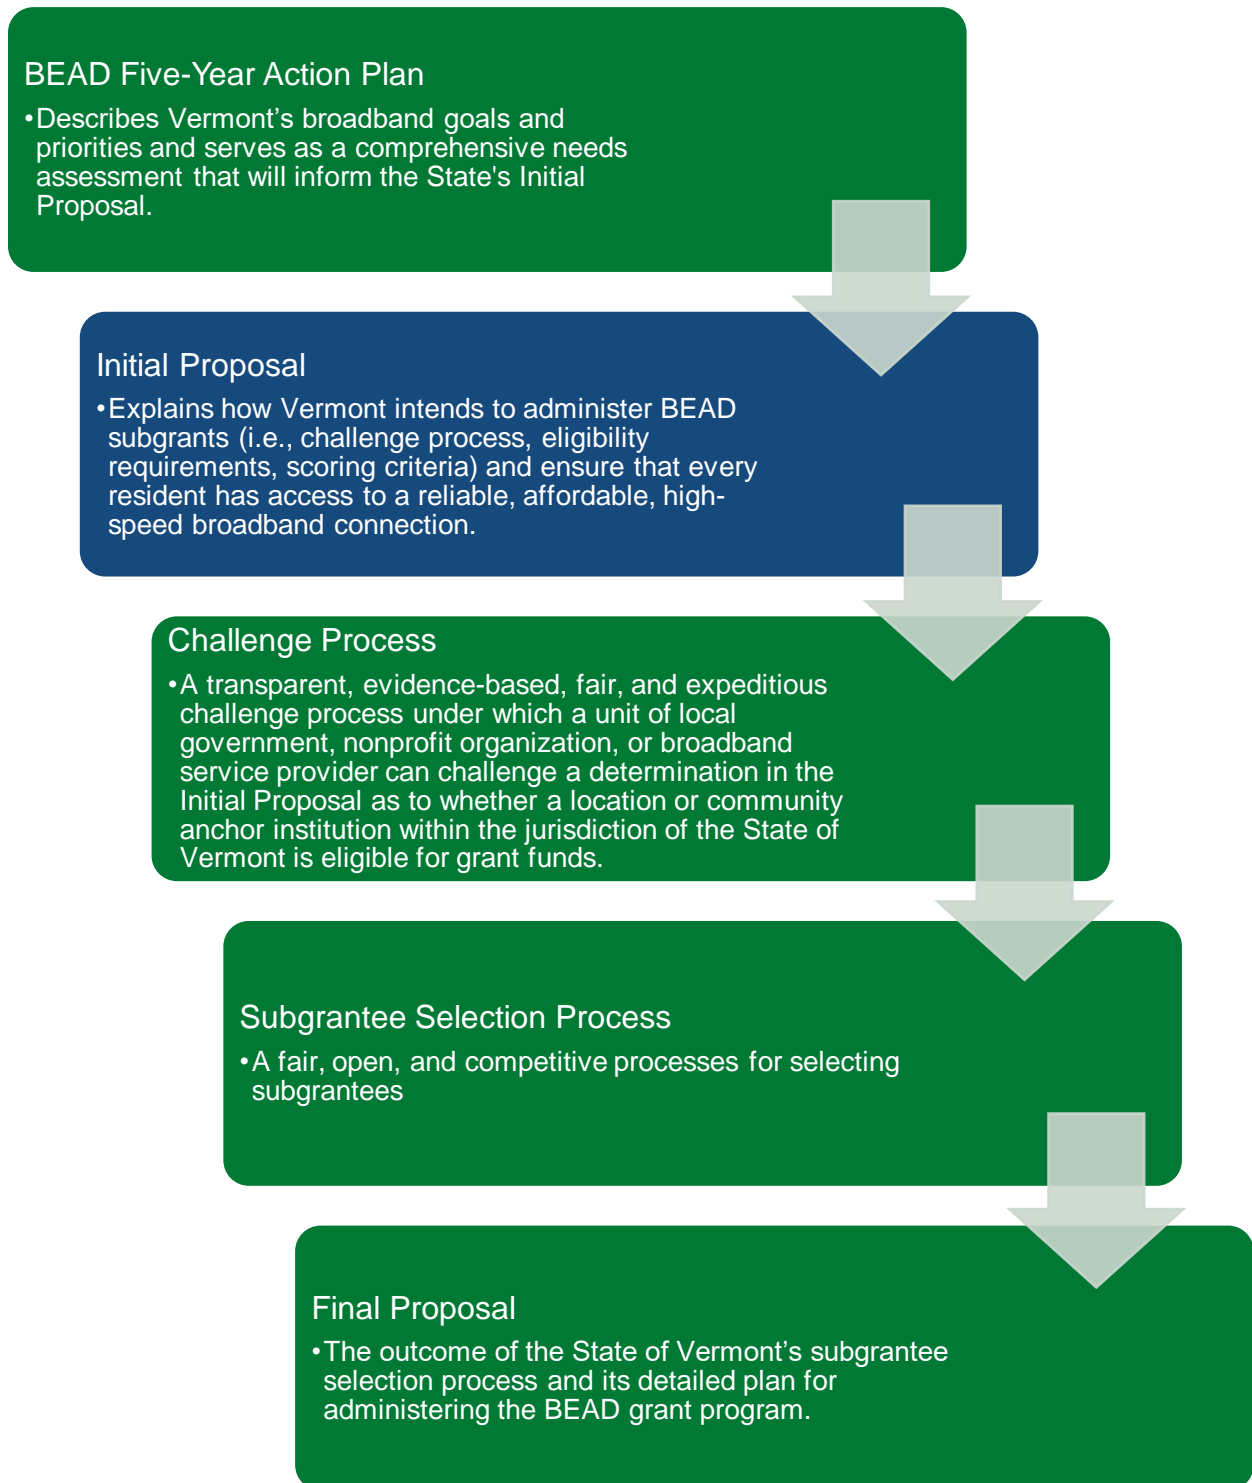 BEAD Five-Year Action Plan
•Describes Vermont’s broadband goals and
priorities and serves as a comprehensive needs
assessment that will inform the State's Initial
Proposal.
Initial Proposal
•Explains how Vermont intends to administer BEAD
subgrants (i.e., challenge process, eligibility
requirements, scoring criteria) and ensure that every
resident has access to a reliable, affordable, high-
speed broadband connection.
Challenge Process
•A transparent, evidence-based, fair, and expeditious
challenge process under which a unit of local
government, nonprofit organization, or broadband
service provider can challenge a determination in the
Initial Proposal as to whether a location or community
anchor institution within the jurisdiction of the State of
Vermont is eligible for grant funds.
Subgrantee Selection Process
•A fair, open, and competitive processes for selecting
subgrantees
Final Proposal
•The outcome of the State of Vermont’s subgrantee
selection process and its detailed plan for
administering the BEAD grant program.